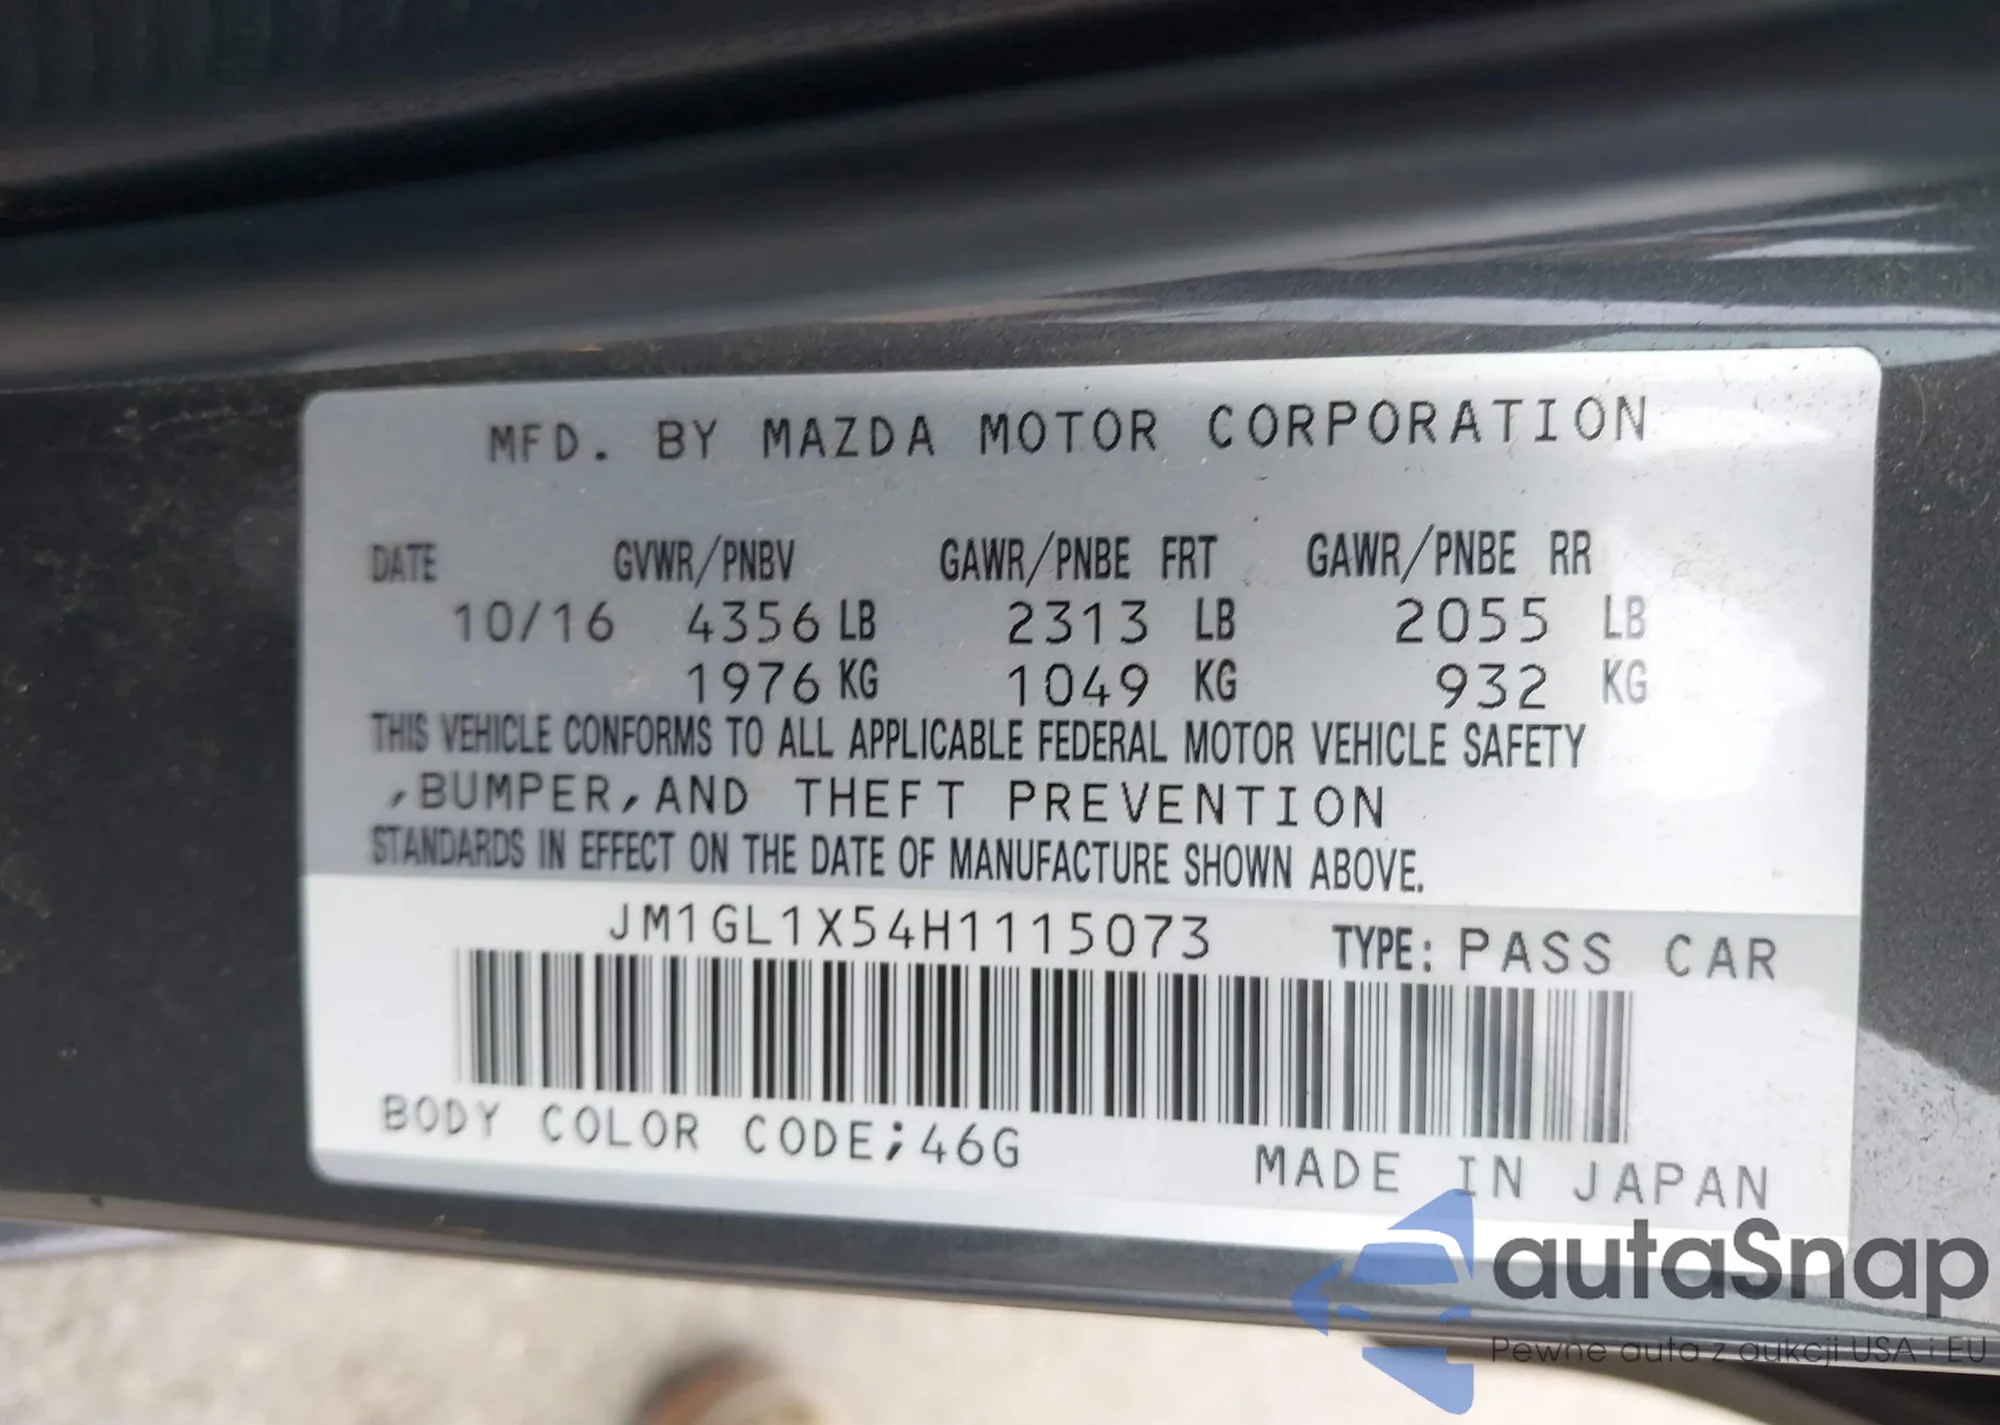 MFD. BY MAZDA MOTOR CORPORATION
DATE GVWR/PNBV GAWR/PNBE FRT GAWR/PNBE RR
10/16 4356 LB 2313 LB 2055 LB
1976 KG 1049 KG 932 KG
THIS VEHICLE CONFORMS TO ALL APPLICABLE FEDERAL MOTOR VEHICLE SAFETY
,BUMPER,AND THEFT PREVENTION
STANDARDS IN EFFECT ON THE DATE OF MANUFACTURE SHOWN ABOVE.
JM1GL1X54H1115073 TYPE: PASS CAR
BODY COLOR CODE;46G
MADE IN JAPAN
autaSnap
Pewne auta z aukcji USA i EU